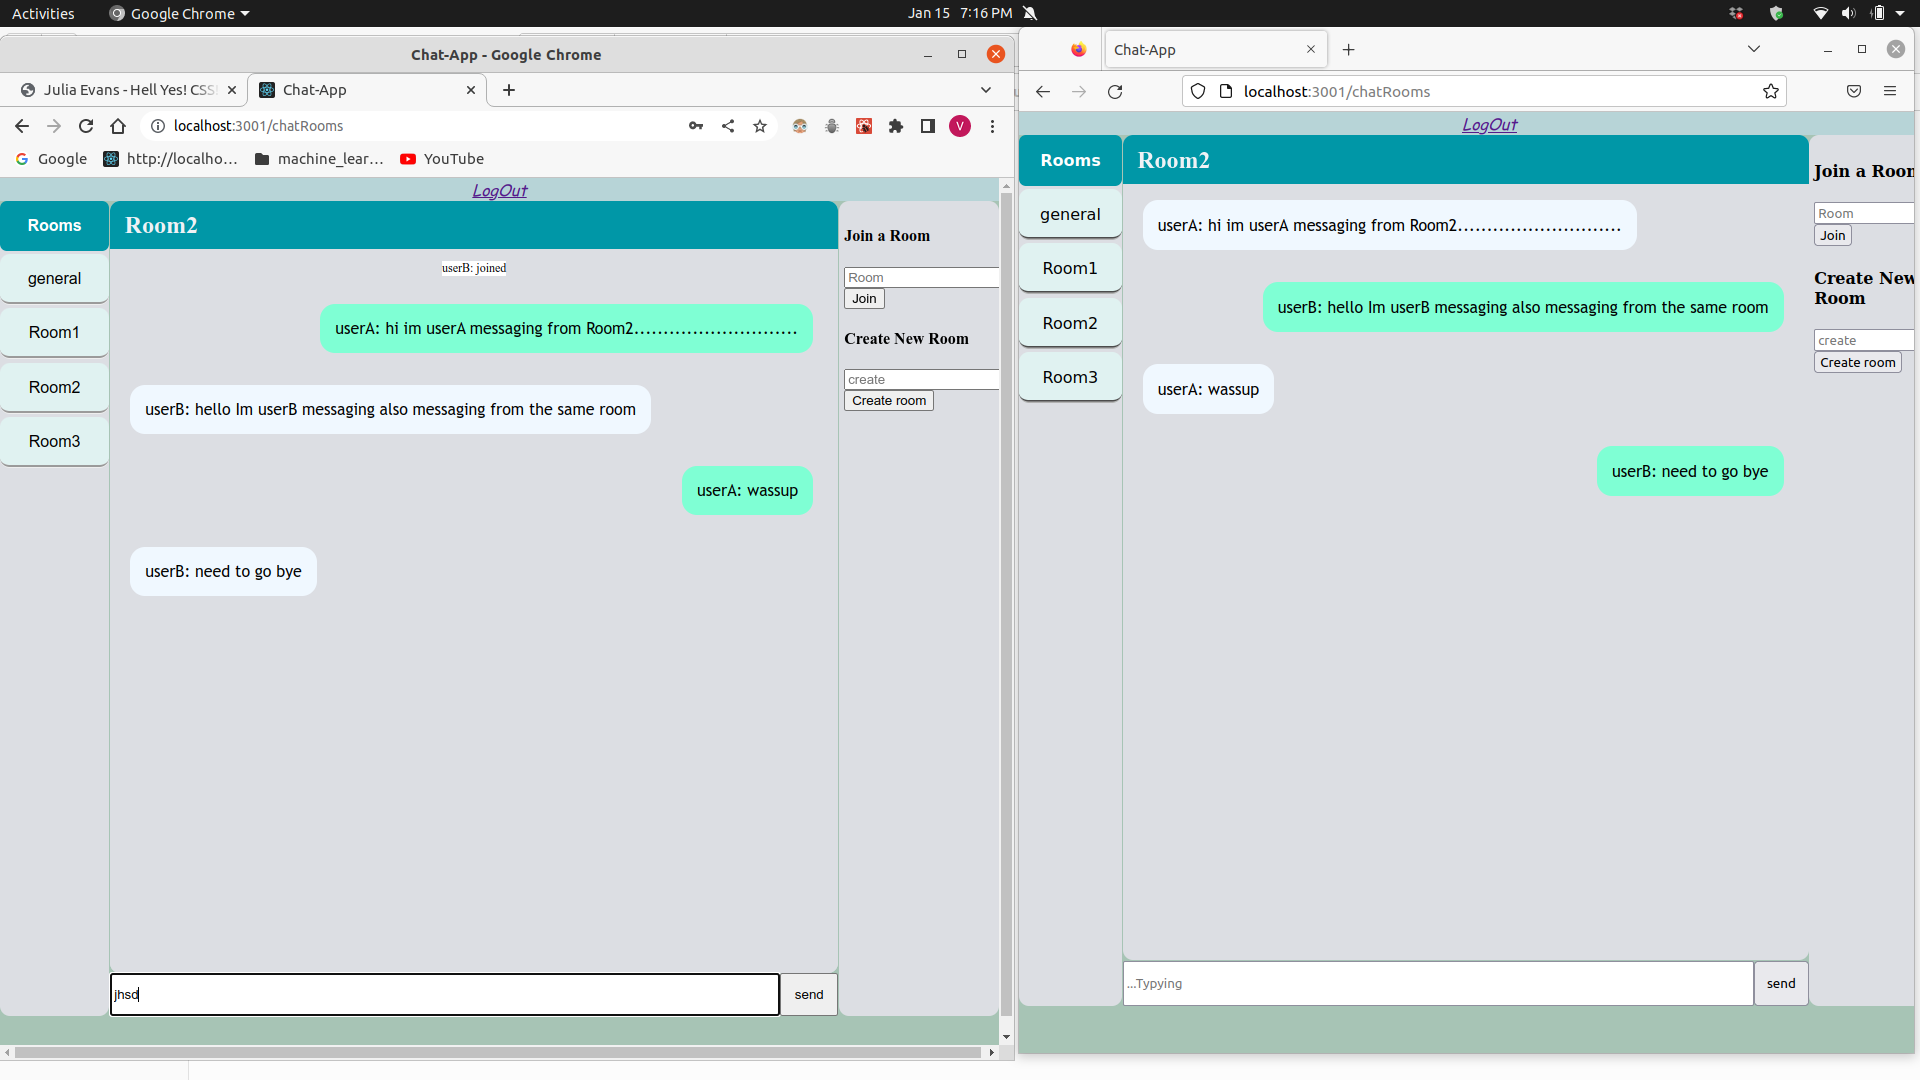 Activities
Google Chrome
Jan 15 7:16 PM
Chat-App - Google Chrome
Julia Evans - Hell Yes! CSS!
Chat-App
localhost:3001/chatRooms
Google
http://localho...
machine_lear...
YouTube
LogOut
Rooms
general
Room1
Room2
Room3
Room2
userB: joined
userA: hi im userA messaging from Room2............................
userB: hello Im userB messaging also messaging from the same room
userA: wassup
userB: need to go bye
jhsd
send
Join a Room
Room
Join
Create New Room
create
Create room
Chat-App
localhost:3001/chatRooms
LogOut
Rooms
general
Room1
Room2
Room3
Room2
userA: hi im userA messaging from Room2............................
userB: hello Im userB messaging also messaging from the same room
userA: wassup
userB: need to go bye
...Typying
send
Join a Room
Room
Join
Create New
Room
create
Create room
V